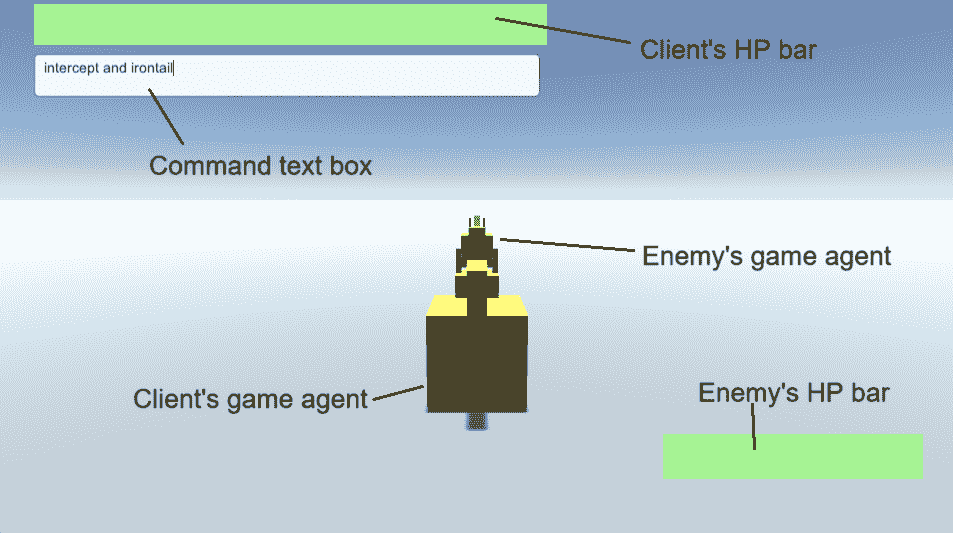 Client's HP bar
intercept and irontail
Command text box
Enemy's game agent
Client's game agent
Enemy's HP bar